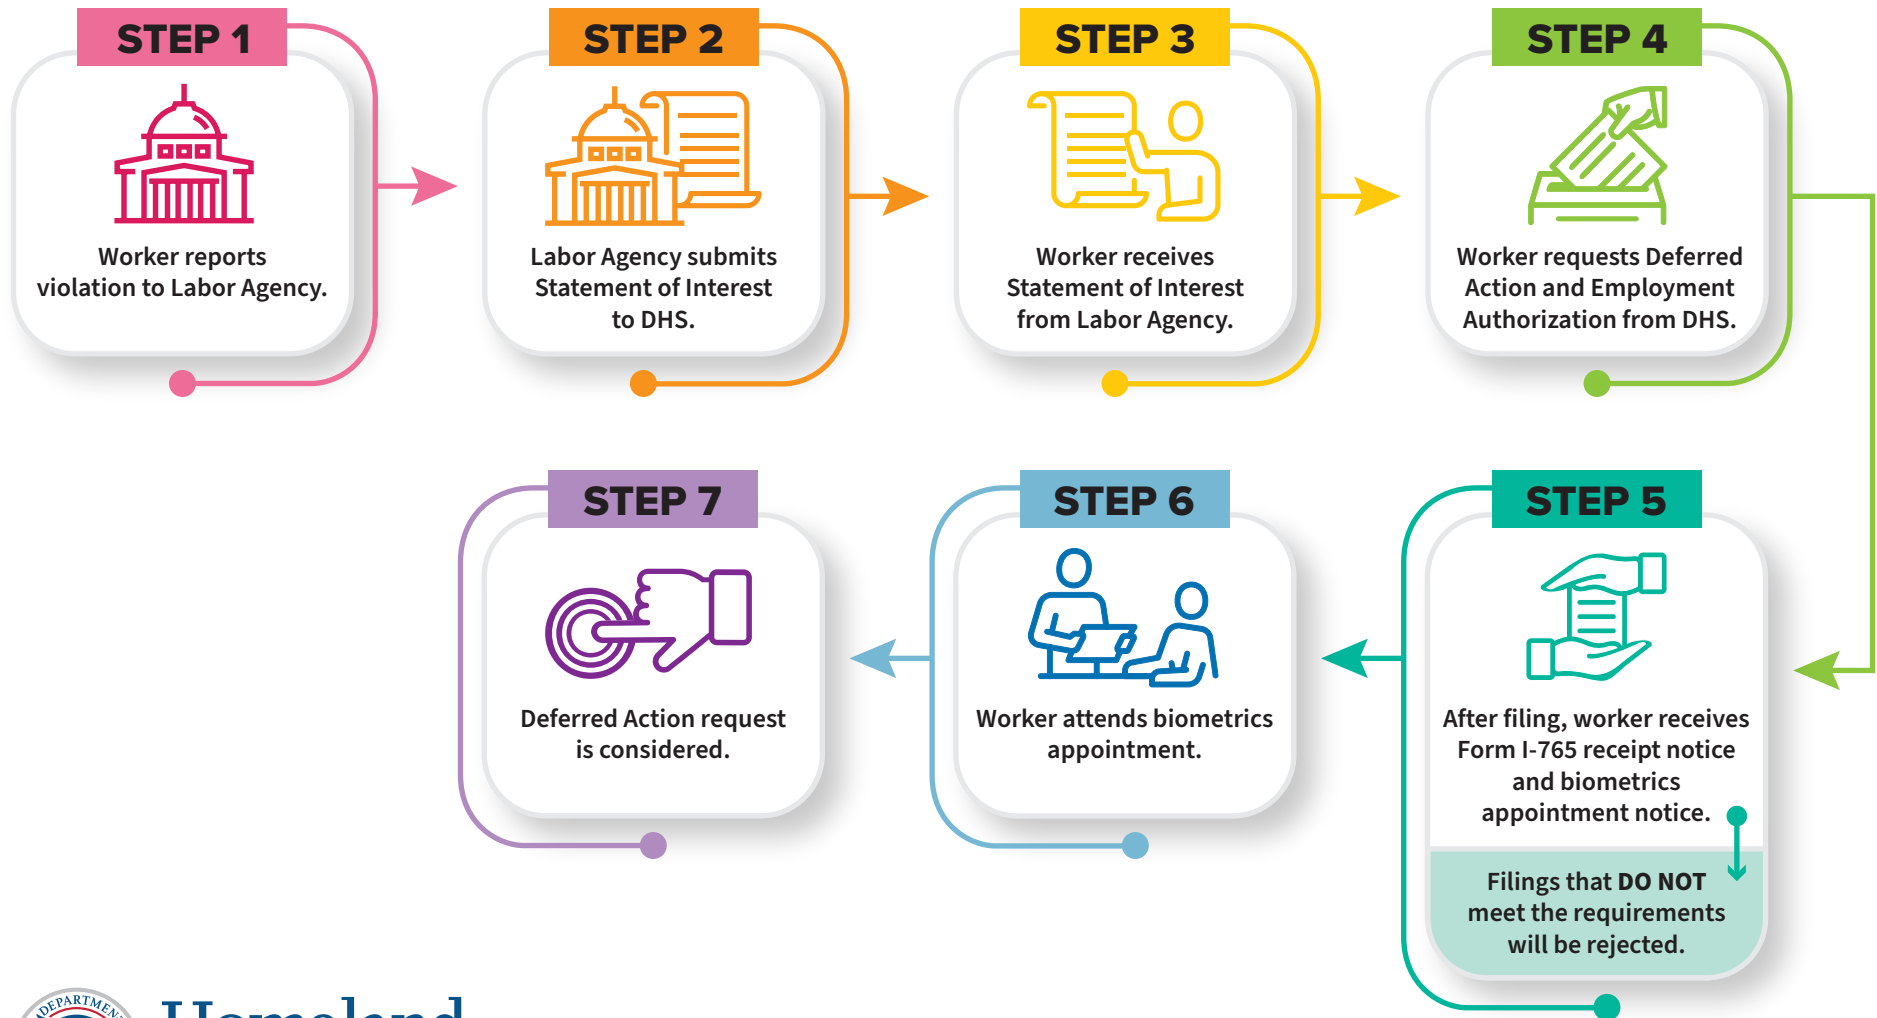 STEP 1
Worker reports
violation to Labor Agency.
STEP 2
Labor Agency submits
Statement of Interest
to DHS.
STEP 3
Worker receives
Statement of Interest
from Labor Agency.
STEP 4
Worker requests Deferred
Action and Employment
Authorization from DHS.
STEP 5
After filing, worker receives
Form I-765 receipt notice
and biometrics
appointment notice.
Filings that DO NOT
meet the requirements
will be rejected.
STEP 6
Worker attends biometrics
appointment.
STEP 7
Deferred Action request
is considered.
DEPARTMENT
Homeland